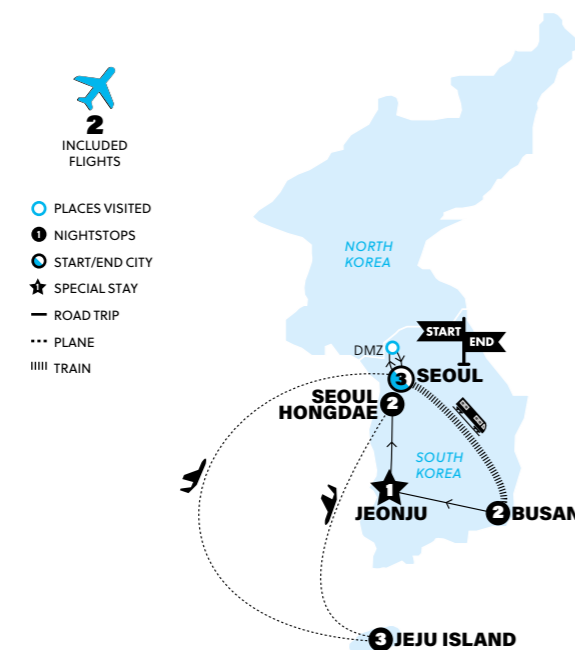 2
INCLUDED
FLIGHTS
PLACES VISITED
1 NIGHTSTOPS
START/END CITY
1 SPECIAL STAY
ROAD TRIP
PLANE
TRAIN
NORTH
KOREA
START
END
DMZ
3 SEOUL
SEOUL
HONGDAE 2
SOUTH
KOREA
1
JEONJU
2 BUSAN
3 JEJU ISLAND